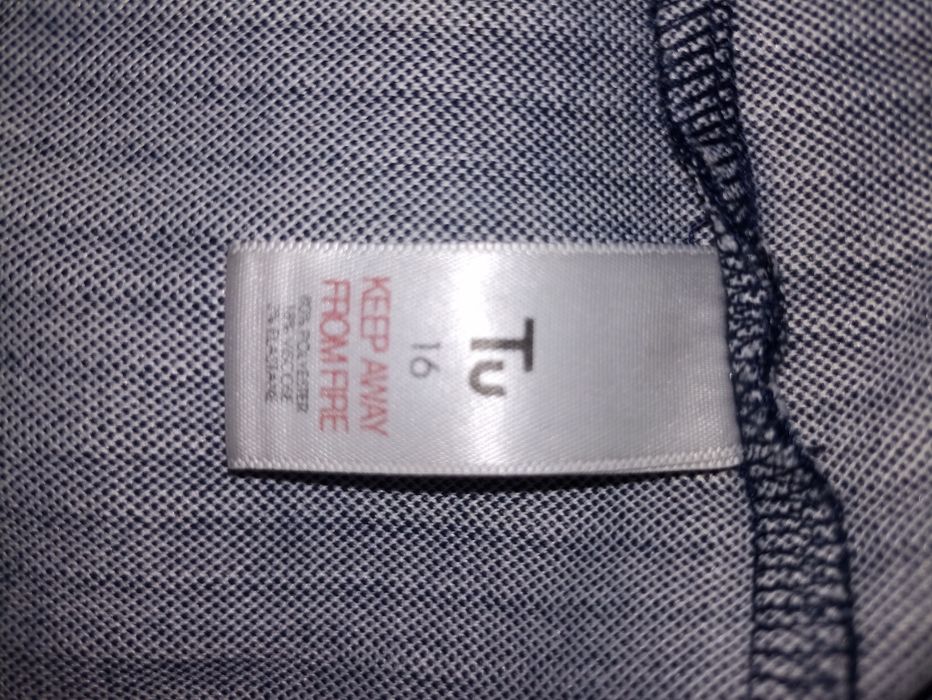 Tu
16
KEEP AWAY
FROM FIRE
80% POLYESTER
18% VISCOSE
2% ELASTANE